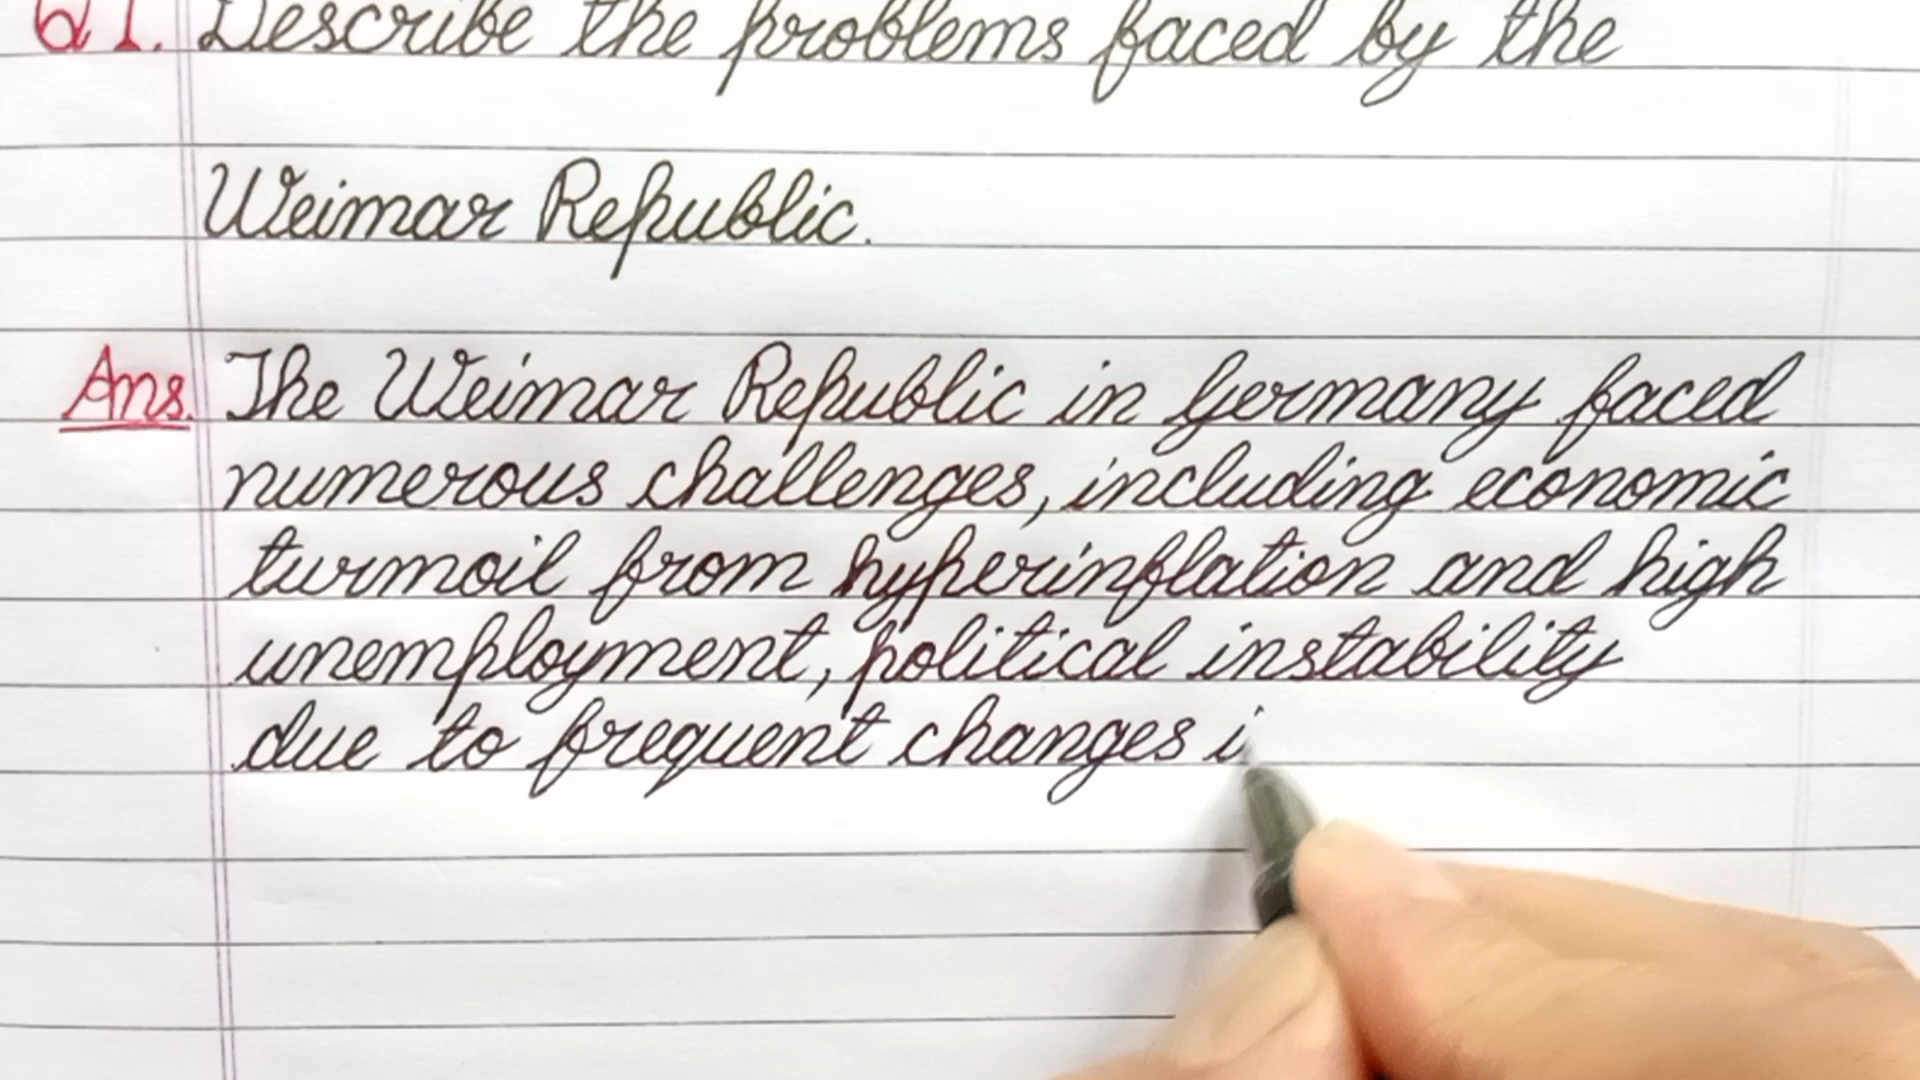 Q1. Describe the problems faced by the
Weimar Republic.
Ans. The Weimar Republic in Germany faced
numerous challenges, including economic
turmoil from hyperinflation and high
unemployment, political instability
due to frequent changes i